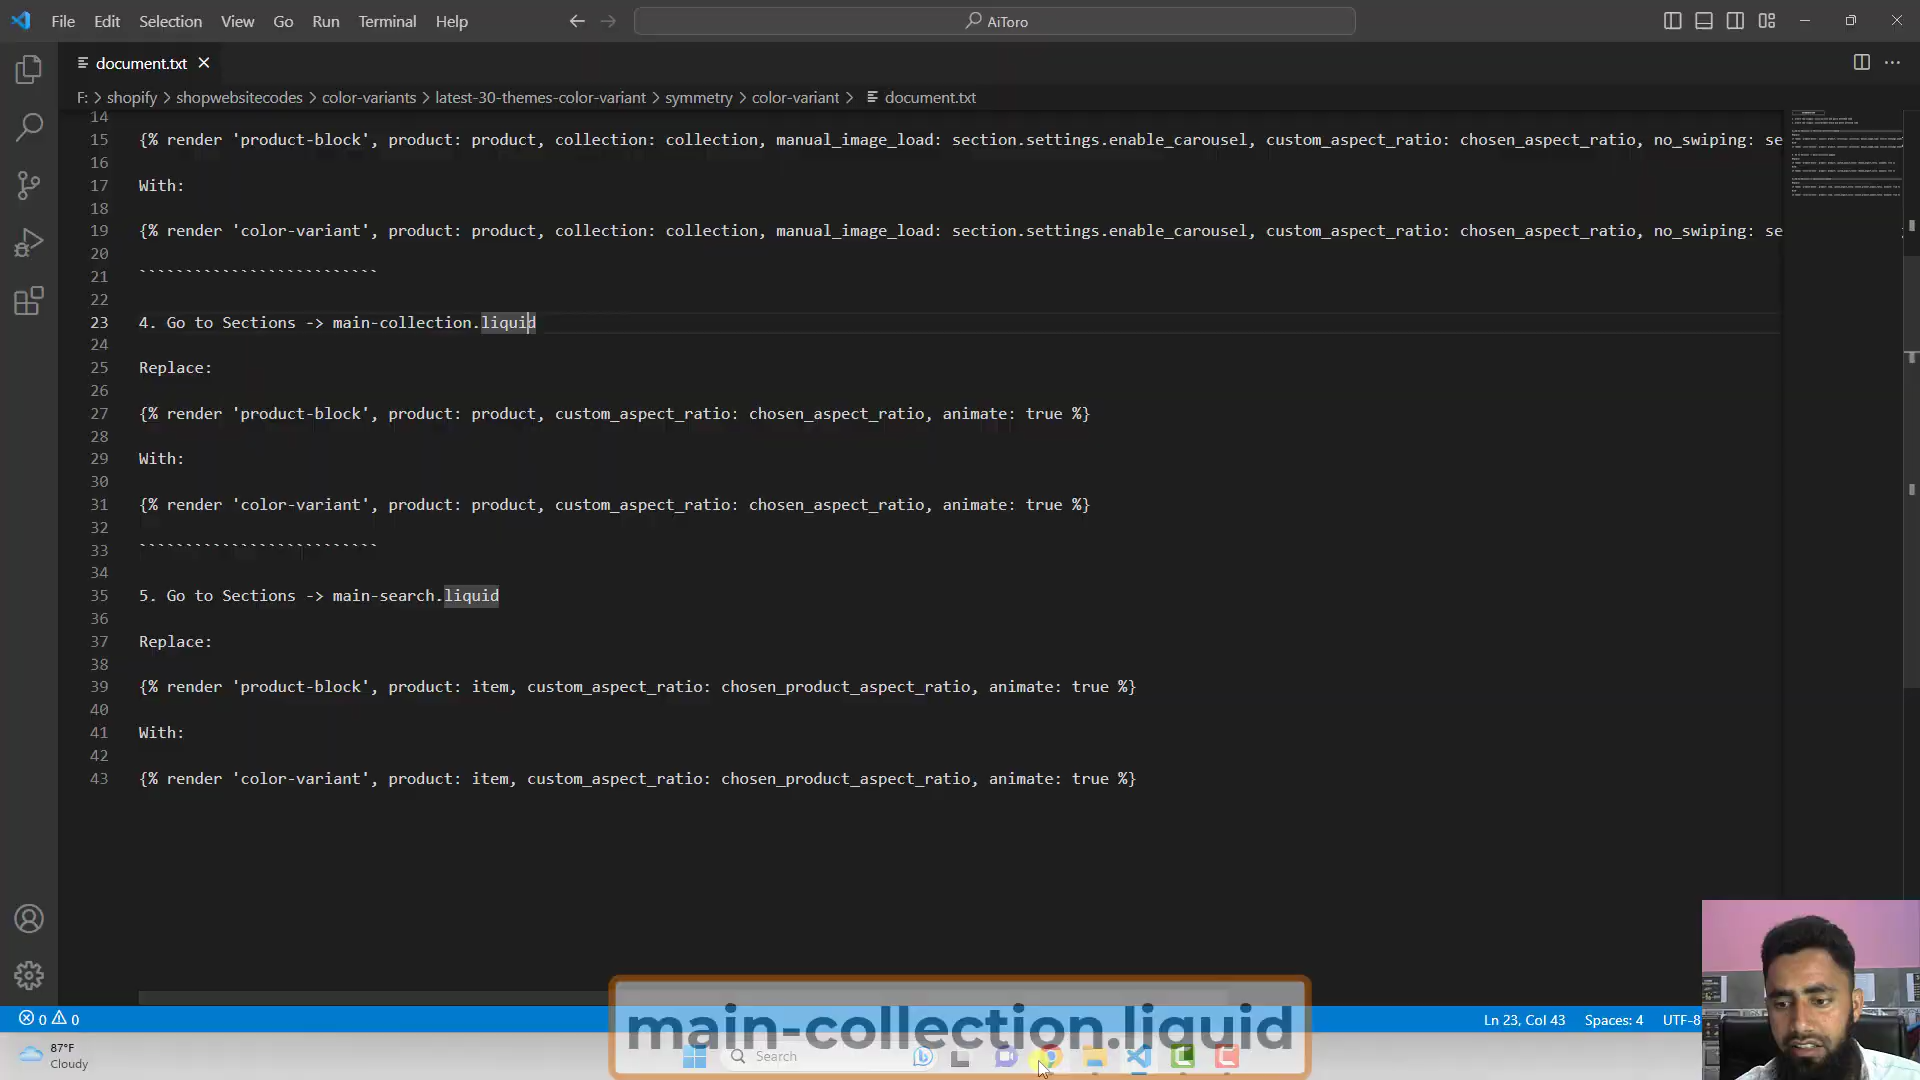 File Edit Selection View Go Run Terminal Help
AiToro
document.txt
F: > shopify > shopwebsitecodes > color-variants > latest-30-themes-color-variant > symmetry > color-variant > document.txt
14
15 {% render 'product-block', product: product, collection: collection, manual_image_load: section.settings.enable_carousel, custom_aspect_ratio: chosen_aspect_ratio, no_swiping: se
16
17 With:
18
19 {% render 'color-variant', product: product, collection: collection, manual_image_load: section.settings.enable_carousel, custom_aspect_ratio: chosen_aspect_ratio, no_swiping: se
20
21 ``````````````````````````
22
23 4. Go to Sections -> main-collection.liquid
24
25 Replace:
26
27 {% render 'product-block', product: product, custom_aspect_ratio: chosen_aspect_ratio, animate: true %}
28
29 With:
30
31 {% render 'color-variant', product: product, custom_aspect_ratio: chosen_aspect_ratio, animate: true %}
32
33 ``````````````````````````
34
35 5. Go to Sections -> main-search.liquid
36
37 Replace:
38
39 {% render 'product-block', product: item, custom_aspect_ratio: chosen_product_aspect_ratio, animate: true %}
40
41 With:
42
43 {% render 'color-variant', product: item, custom_aspect_ratio: chosen_product_aspect_ratio, animate: true %}
0 0
Ln 23, Col 43 Spaces: 4 UTF-8
main-collection.liquid
87°F
Cloudy
Search